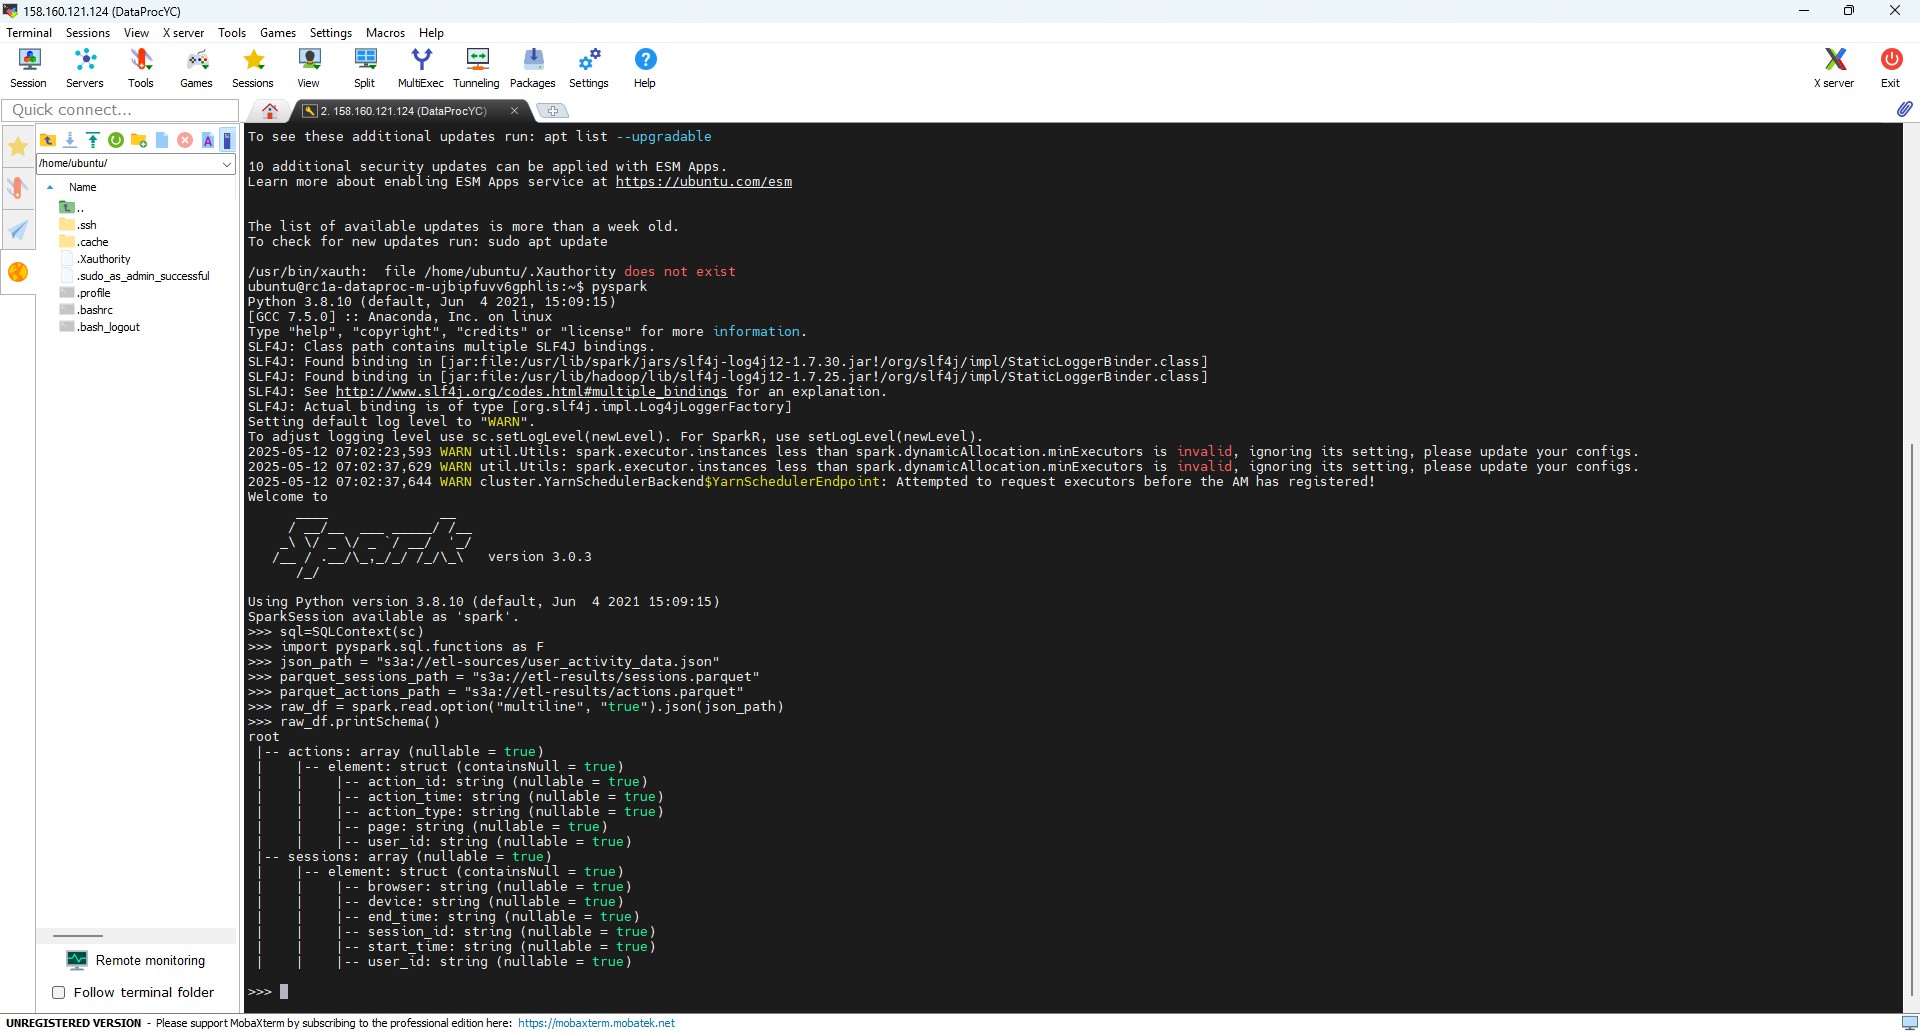 158.160.121.124 (DataProcYC)
Terminal Sessions View X server Tools Games Settings Macros Help
Session Servers Tools Games Sessions View Split MultiExec Tunneling Packages Settings Help X server Exit
Quick connect...
2. 158.160.121.124 (DataProcYC)
/home/ubuntu/
Name
..
.ssh
.cache
.Xauthority
.sudo_as_admin_successful
.profile
.bashrc
.bash_logout
Remote monitoring
Follow terminal folder
To see these additional updates run: apt list --upgradable
10 additional security updates can be applied with ESM Apps.
Learn more about enabling ESM Apps service at https://ubuntu.com/esm
The list of available updates is more than a week old.
To check for new updates run: sudo apt update
/usr/bin/xauth:  file /home/ubuntu/.Xauthority does not exist
ubuntu@rc1a-dataproc-m-ujbipfuvv6gphlis:~$ pyspark
Python 3.8.10 (default, Jun  4 2021, 15:09:15)
[GCC 7.5.0] :: Anaconda, Inc. on linux
Type "help", "copyright", "credits" or "license" for more information.
SLF4J: Class path contains multiple SLF4J bindings.
SLF4J: Found binding in [jar:file:/usr/lib/spark/jars/slf4j-log4j12-1.7.30.jar!/org/slf4j/impl/StaticLoggerBinder.class]
SLF4J: Found binding in [jar:file:/usr/lib/hadoop/lib/slf4j-log4j12-1.7.25.jar!/org/slf4j/impl/StaticLoggerBinder.class]
SLF4J: See http://www.slf4j.org/codes.html#multiple_bindings for an explanation.
SLF4J: Actual binding is of type [org.slf4j.impl.Log4jLoggerFactory]
Setting default log level to "WARN".
To adjust logging level use sc.setLogLevel(newLevel). For SparkR, use setLogLevel(newLevel).
2025-05-12 07:02:23,593 WARN util.Utils: spark.executor.instances less than spark.dynamicAllocation.minExecutors is invalid, ignoring its setting, please update your configs.
2025-05-12 07:02:37,629 WARN util.Utils: spark.executor.instances less than spark.dynamicAllocation.minExecutors is invalid, ignoring its setting, please update your configs.
2025-05-12 07:02:37,644 WARN cluster.YarnSchedulerBackend$YarnSchedulerEndpoint: Attempted to request executors before the AM has registered!
Welcome to
Spark version 3.0.3
Using Python version 3.8.10 (default, Jun  4 2021 15:09:15)
SparkSession available as 'spark'.
>>> sql=SQLContext(sc)
>>> import pyspark.sql.functions as F
>>> json_path = "s3a://etl-sources/user_activity_data.json"
>>> parquet_sessions_path = "s3a://etl-results/sessions.parquet"
>>> parquet_actions_path = "s3a://etl-results/actions.parquet"
>>> raw_df = spark.read.option("multiline", "true").json(json_path)
>>> raw_df.printSchema()
root
 |-- actions: array (nullable = true)
 |    |-- element: struct (containsNull = true)
 |    |    |-- action_id: string (nullable = true)
 |    |    |-- action_time: string (nullable = true)
 |    |    |-- action_type: string (nullable = true)
 |    |    |-- page: string (nullable = true)
 |    |    |-- user_id: string (nullable = true)
 |-- sessions: array (nullable = true)
 |    |-- element: struct (containsNull = true)
 |    |    |-- browser: string (nullable = true)
 |    |    |-- device: string (nullable = true)
 |    |    |-- end_time: string (nullable = true)
 |    |    |-- session_id: string (nullable = true)
 |    |    |-- start_time: string (nullable = true)
 |    |    |-- user_id: string (nullable = true)
>>>
UNREGISTERED VERSION - Please support MobaXterm by subscribing to the professional edition here: https://mobaxterm.mobatek.net